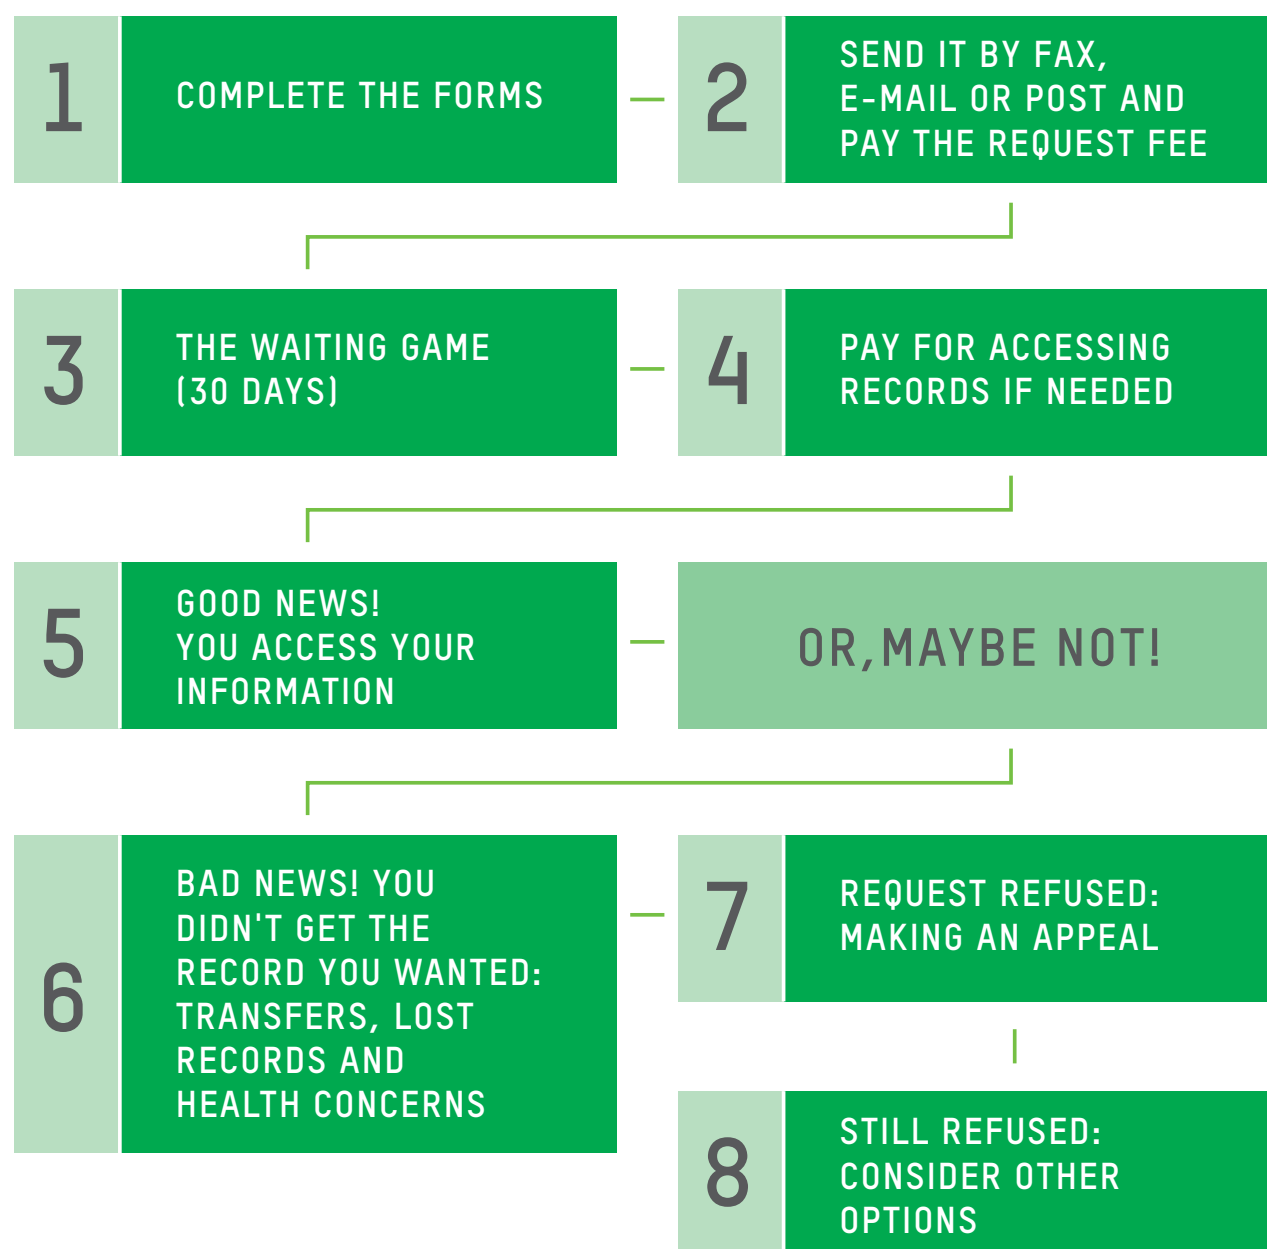 1
COMPLETE THE FORMS
2
SEND IT BY FAX,
E-MAIL OR POST AND
PAY THE REQUEST FEE
3
THE WAITING GAME
(30 DAYS)
4
PAY FOR ACCESSING
RECORDS IF NEEDED
5
GOOD NEWS!
YOU ACCESS YOUR
INFORMATION
OR, MAYBE NOT!
6
BAD NEWS! YOU
DIDN'T GET THE
RECORD YOU WANTED:
TRANSFERS, LOST
RECORDS AND
HEALTH CONCERNS
7
REQUEST REFUSED:
MAKING AN APPEAL
8
STILL REFUSED:
CONSIDER OTHER
OPTIONS